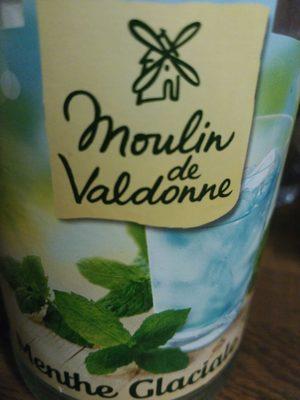 Moulin
de
Valdonne
Menthe Glaciale